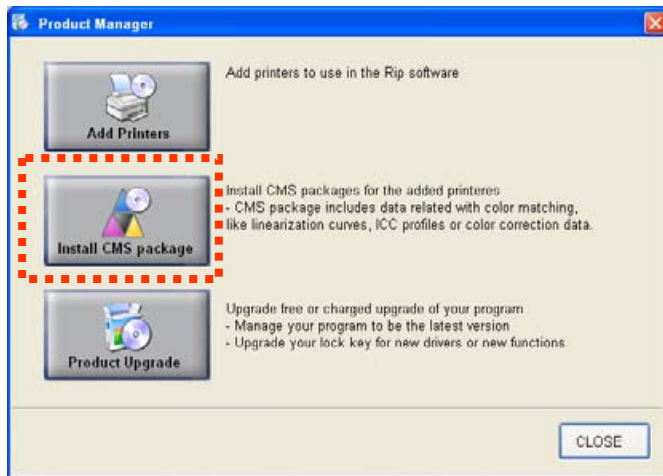 Product Manager
Add Printers
Add printers to use in the Rip software
Install CMS package
Install CMS packages for the added printeres
- CMS package includes data related with color matching,
like linearization curves, ICC profiles or color correction data.
Product Upgrade
Upgrade free or charged upgrade of your program
- Manage your program to be the latest version
- Upgrade your lock key for new drivers or new functions
CLOSE